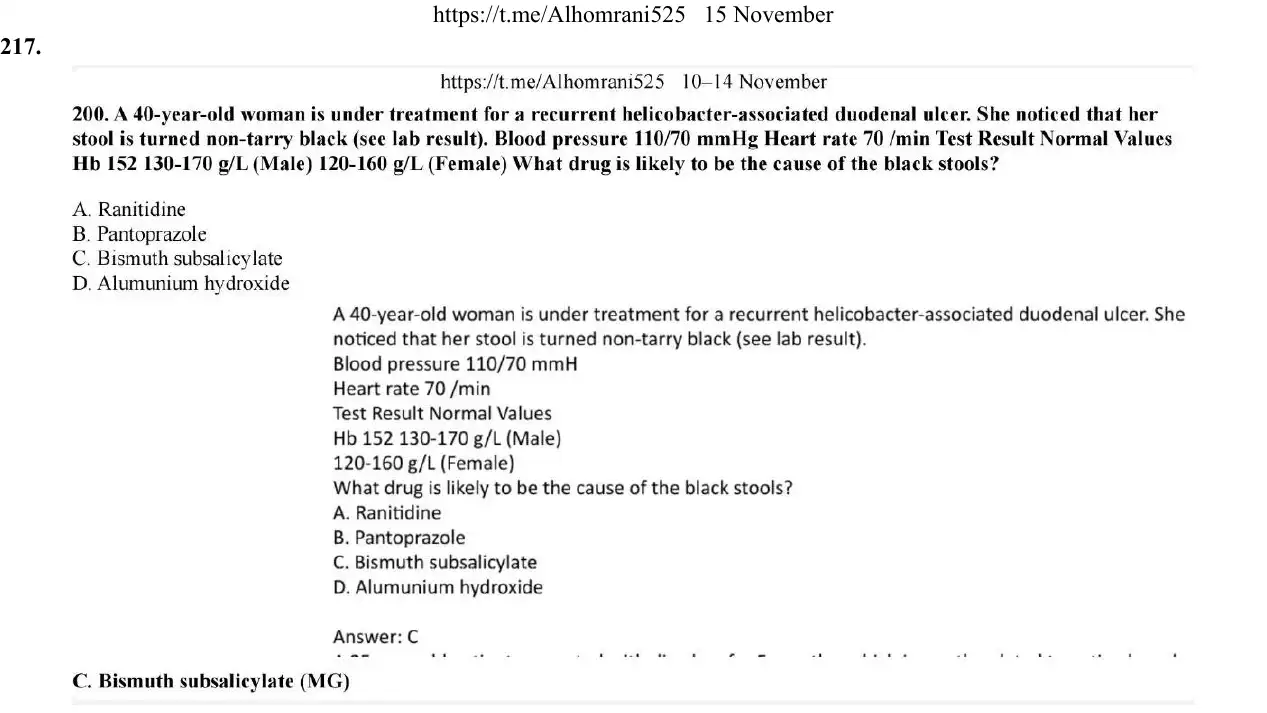 https://t.me/Alhomrani525 15 November
217.
https://t.me/Alhomrani525 10–14 November
200. A 40-year-old woman is under treatment for a recurrent helicobacter-associated duodenal ulcer. She noticed that her
stool is turned non-tarry black (see lab result). Blood pressure 110/70 mmHg Heart rate 70 /min Test Result Normal Values
Hb 152 130-170 g/L (Male) 120-160 g/L (Female) What drug is likely to be the cause of the black stools?
A. Ranitidine
B. Pantoprazole
C. Bismuth subsalicylate
D. Alumunium hydroxide
A 40-year-old woman is under treatment for a recurrent helicobacter-associated duodenal ulcer. She
noticed that her stool is turned non-tarry black (see lab result).
Blood pressure 110/70 mmH
Heart rate 70 /min
Test Result Normal Values
Hb 152 130-170 g/L (Male)
120-160 g/L (Female)
What drug is likely to be the cause of the black stools?
A. Ranitidine
B. Pantoprazole
C. Bismuth subsalicylate
D. Alumunium hydroxide
Answer: C
C. Bismuth subsalicylate (MG)